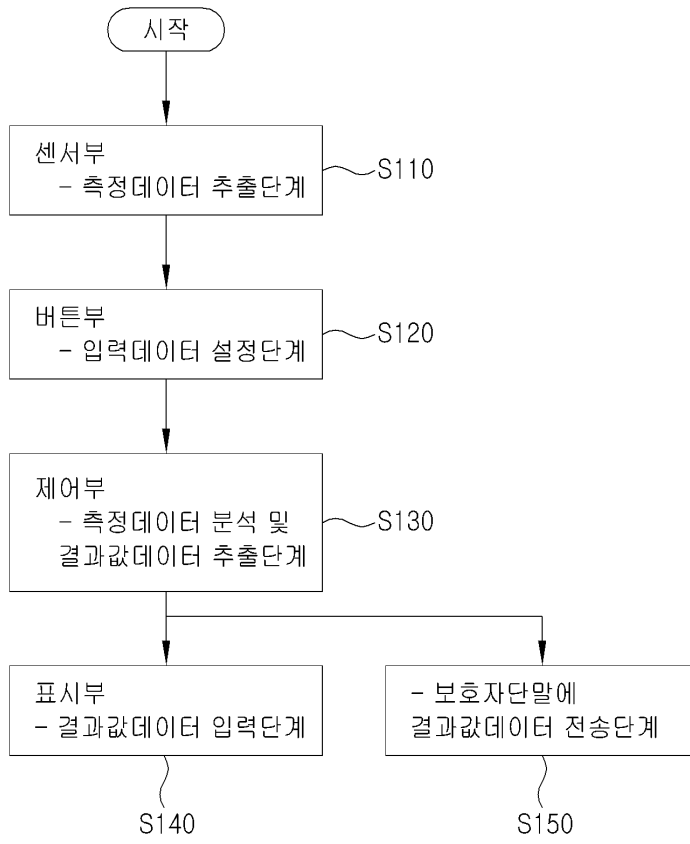 시작
센서부
- 측정데이터 추출단계
S110
버튼부
- 입력데이터 설정단계
S120
제어부
- 측정데이터 분석 및
결과값데이터 추출단계
S130
표시부
- 결과값데이터 입력단계
S140
- 보호자단말에
결과값데이터 전송단계
S150